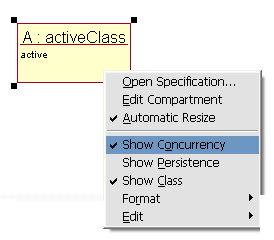 A : activeClass
active
Open Specification...
Edit Compartment
Automatic Resize
Show Concurrency
Show Persistence
Show Class
Format
Edit